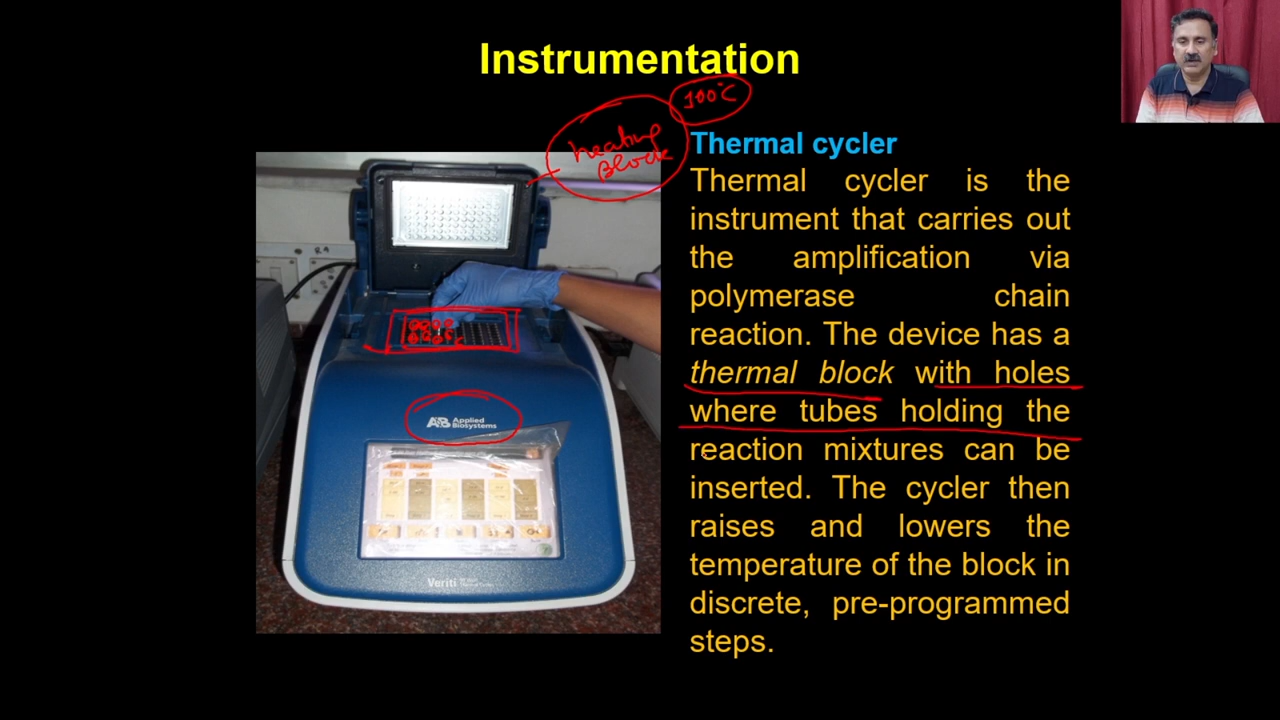 Instrumentation
100°C
heating
Block
Thermal cycler
Thermal cycler is the
instrument that carries out
the amplification via
polymerase chain
reaction. The device has a
thermal block with holes
where tubes holding the
reaction mixtures can be
inserted. The cycler then
raises and lowers the
temperature of the block in
discrete, pre-programmed
steps.
AB Applied
Biosystems
Veriti